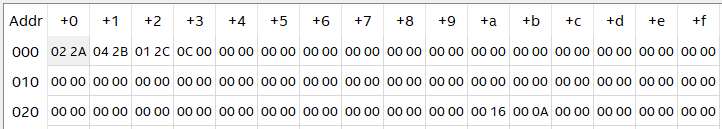 Addr +0 +1 +2 +3 +4 +5 +6 +7 +8 +9 +a +b +c +d +e +f
000 02 2A 04 2B 01 2C 0C 00 00 00 00 00 00 00 00 00 00 00 00 00 00 00 00 00 00 00 00 00 00 00 00 00
010 00 00 00 00 00 00 00 00 00 00 00 00 00 00 00 00 00 00 00 00 00 00 00 00 00 00 00 00 00 00 00 00
020 00 00 00 00 00 00 00 00 00 00 00 00 00 00 00 00 00 00 00 00 00 16 00 0A 00 00 00 00 00 00 00 00